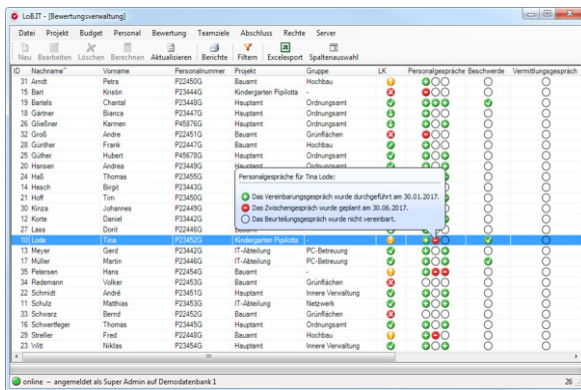 LoB.IT - [Bewertungsverwaltung]
Datei Projekt Budget Personal Bewertung Teamziele Abschluss Rechte Server
Neu Bearbeiten Löschen Berechnen Aktualisieren Berichte Filtern Excelexport Spaltenauswahl
ID Nachname Vorname Personalnummer Projekt Gruppe LK Personalgespräche Beschwerde Vermittlungsgespräch
31 Arndt Petra P22450G Bauamt Hochbau
15 Bart Kristin P23444G Kindergarten Pipilotta -
19 Bartels Chantal P23448G Hauptamt Ordnungsamt
18 Gärtner Bianca P23447G Hauptamt Ordnungsamt
26 Gließner Karmen P45876G Hauptamt Ordnungsamt
32 Groß Andre P22451G Bauamt Grünflächen
28 Günther Frank P22447G Bauamt Hochbau
25 Güther Hubert P45678G Hauptamt Ordnungsamt
20 Hansen Andrea P23449G Hauptamt Ordnungsamt
24 Haß Thomas P23455G
14 Hesch Birgit P23443G
21 Hoff Tim P23450G
30 Kinza Johannes P22449G
12 Korte Daniel P33442G
27 Lass Dorit P22446G
10 Lode Tina P23452G Kindergarten Pipilotta -
13 Meyer Gerd P23442G IT-Abteilung PC-Betreuung
17 Müller Martin P23446G IT-Abteilung PC-Betreuung
35 Petersen Hans P22454G Bauamt -
34 Redemann Volker P22453G Bauamt Grünflächen
22 Schmidt André P23451G Hauptamt Innere Verwaltung
11 Schulz Matthias P23453G IT-Abteilung Netzwerk
33 Schwarz Bernd P22452G Bauamt Grünflächen
16 Schwertfeger Thomas P23445G Hauptamt Ordnungsamt
29 Streller Fred P22448G Bauamt Hochbau
23 Witt Niklas P23454G Hauptamt Innere Verwaltung
Personalgespräche für Tina Lode:
Das Vereinbarungsgespräch wurde durchgeführt am 30.01.2017.
Das Zwischengespräch wurde geplant am 30.06.2017.
Das Beurteilungsgespräch wurde nicht vereinbart.
online - angemeldet als Super Admin auf Demodatenbank 1 26